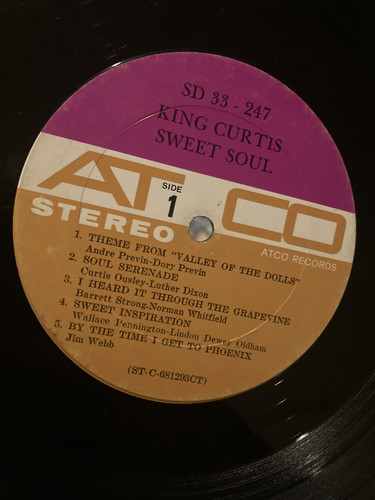 SD 33 - 247
KING CURTIS
SWEET SOUL
ATCO
SIDE
1
STEREO
ATCO RECORDS
1. THEME FROM "VALLEY OF THE DOLLS"
Andre Previn-Dory Previn
2. SOUL SERENADE
Curtis Ousley-Luther Dixon
3. I HEARD IT THROUGH THE GRAPEVINE
Barrett Strong-Norman Whitfield
4. SWEET INSPIRATION
Wallace Pennington-Lindon Dewey Oldham
5. BY THE TIME I GET TO PHOENIX
Jim Webb
(ST-C-681293CT)